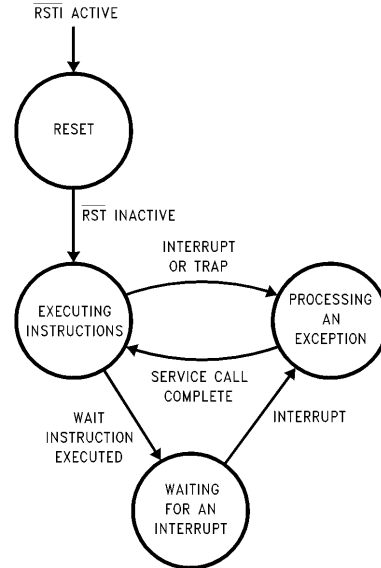 RSTI ACTIVE
RESET
RST INACTIVE
INTERRUPT
OR TRAP
EXECUTING
INSTRUCTIONS
PROCESSING
AN
EXCEPTION
SERVICE CALL
COMPLETE
WAIT
INSTRUCTION
EXECUTED
INTERRUPT
WAITING
FOR AN
INTERRUPT